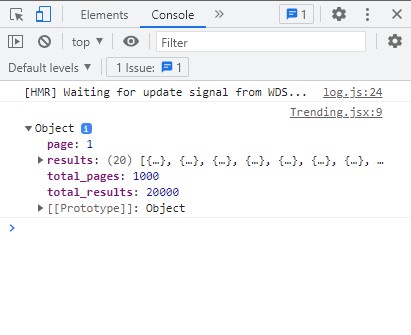 Elements Console » 1
top Filter
Default levels 1 Issue: 1
[HMR] Waiting for update signal from WDS... log.js:24
Trending.jsx:9
Object i
page: 1
results: (20) [{…}, {…}, {…}, {…}, {…}, {…}, {…}, …
total_pages: 1000
total_results: 20000
[[Prototype]]: Object